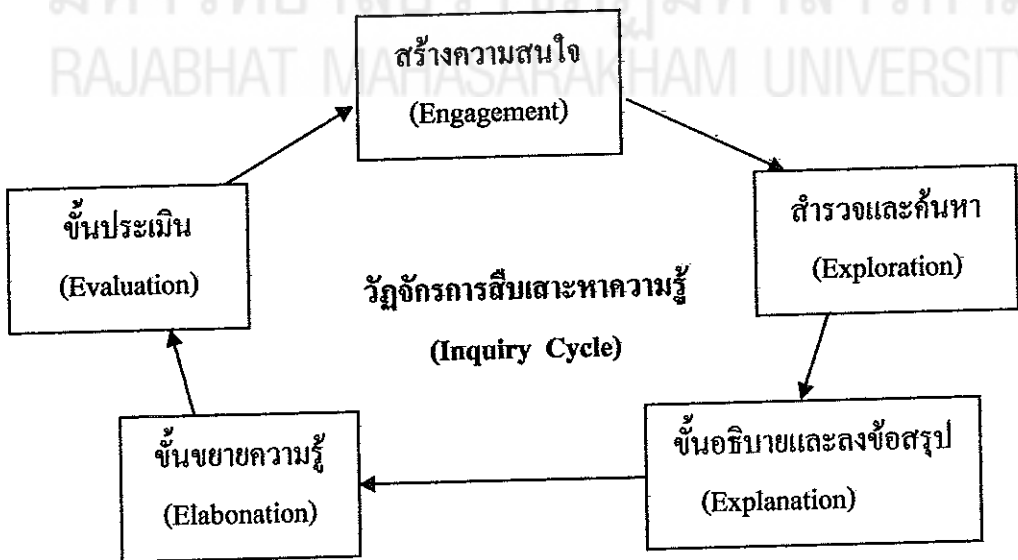 RAJABHAT MAHASARAKHAM UNIVERSITY
สร้างความสนใจ
(Engagement)
สำรวจและค้นหา
(Exploration)
ขั้นอธิบายและลงข้อสรุป
(Explanation)
ขั้นขยายความรู้
(Elabonation)
ขั้นประเมิน
(Evaluation)
วัฏจักรการสืบเสาะหาความรู้
(Inquiry Cycle)